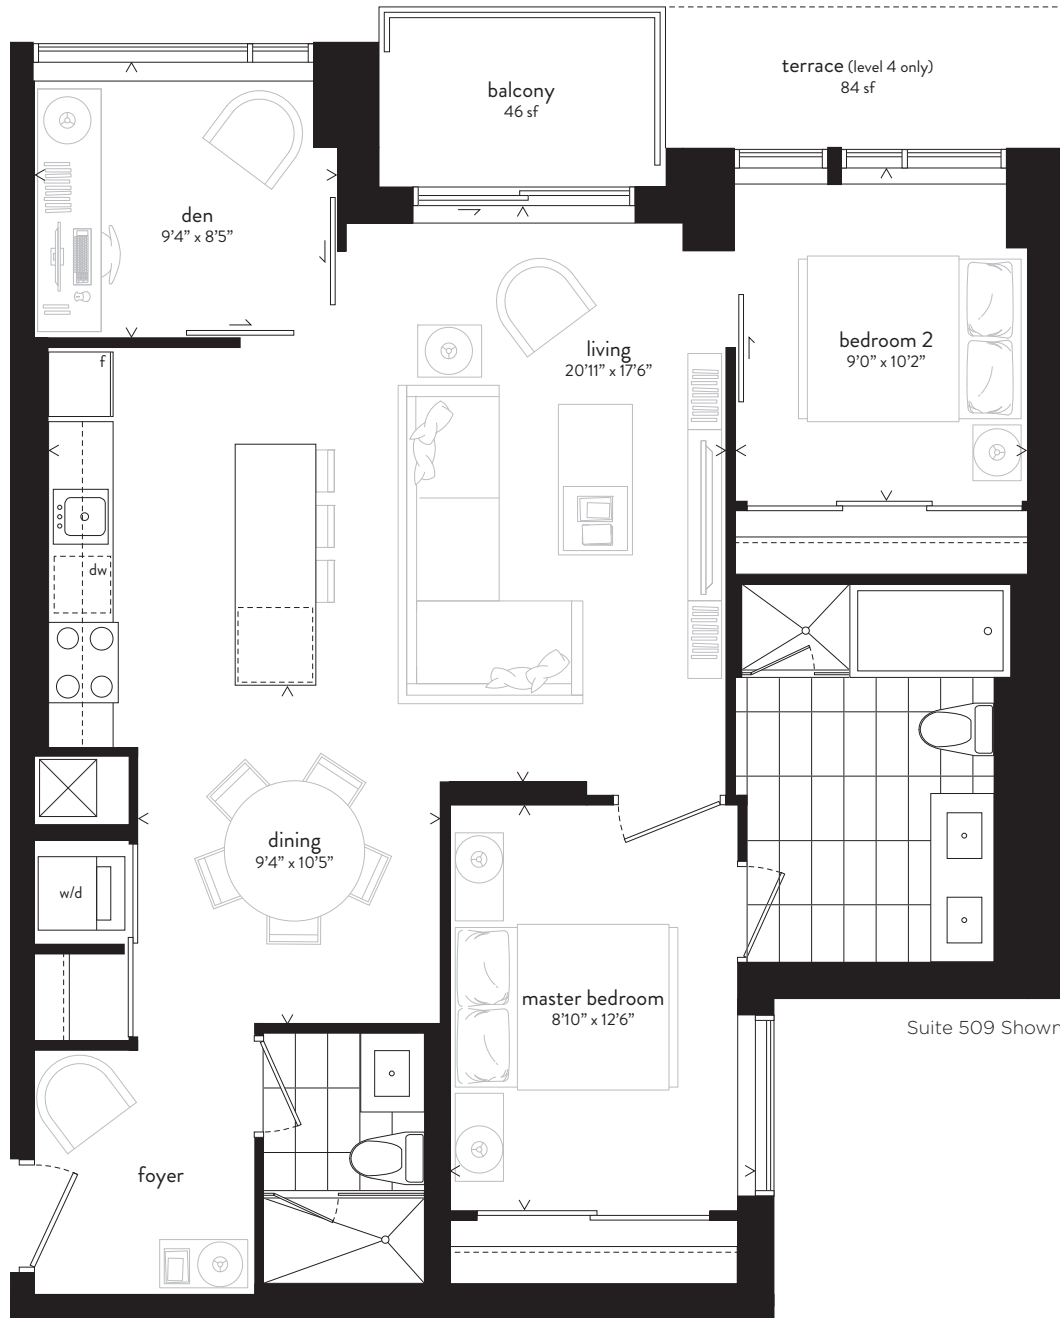 terrace (level 4 only)
84 sf
balcony
46 sf
den
9'4” x 8'5”
living
20'11” x 17'6”
bedroom 2
9'0” x 10'2”
f
dw
dining
9'4” x 10'5”
w/d
master bedroom
8'10” x 12'6”
Suite 509 Shown
foyer